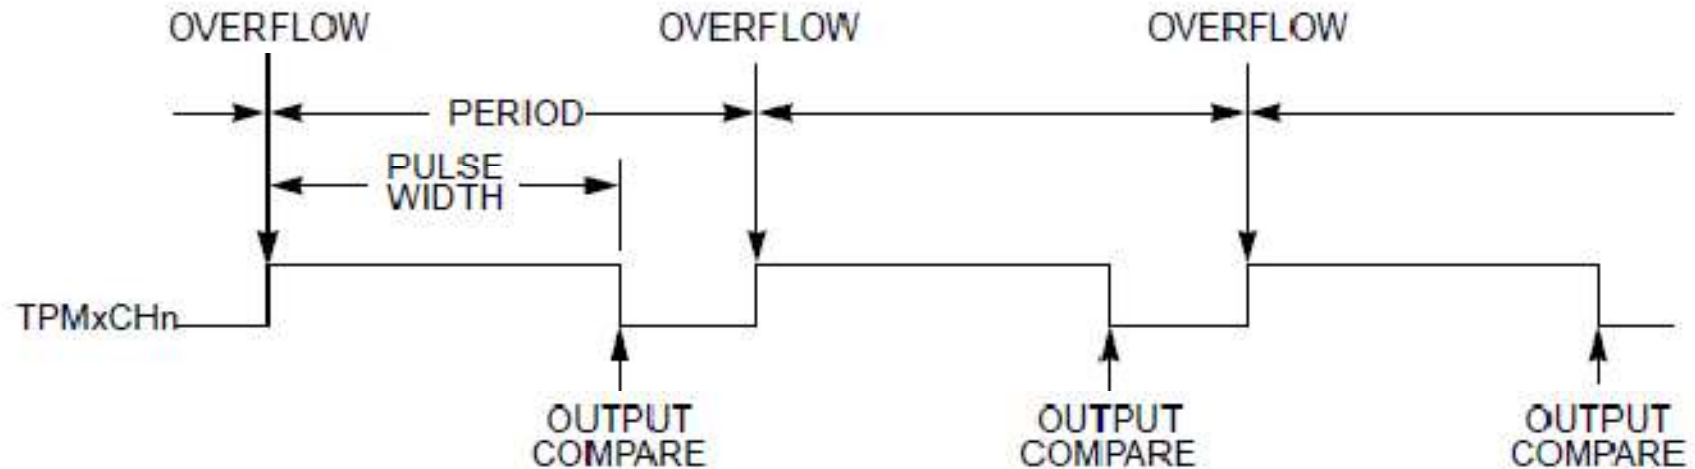 OVERFLOW OVERFLOW OVERFLOW
PERIOD
PULSE
WIDTH
TPMxCHn
OUTPUT OUTPUT OUTPUT
COMPARE COMPARE COMPARE